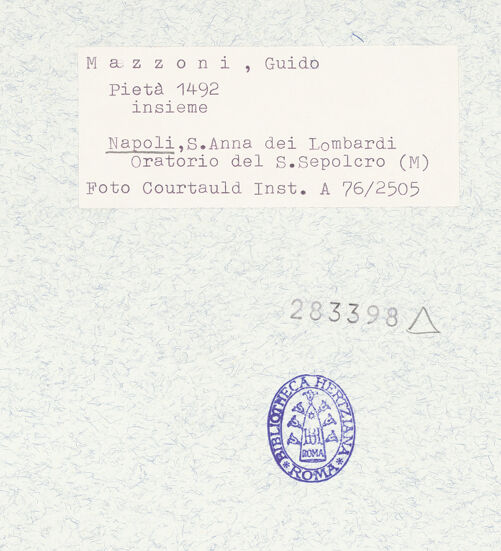 Mazzoni, Guido
Pietà 1492
insieme
Napoli,S.Anna dei Lombardi
Oratorio del S.Sepolcro (M)
Foto Courtauld Inst. A 76/2505
283398
BIBLIOTHECA HERTZIANA
ROMA
* ROMA *